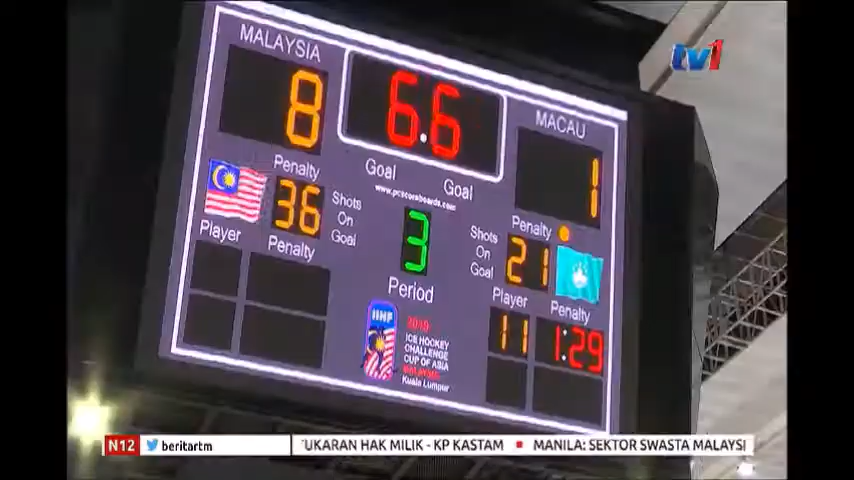 tv1
MALAYSIA
8
6.6
MACAU
1
Goal
Goal
www.pcscoreboards.com
Penalty
36
Shots
On
Goal
3
Period
Penalty
21
Shots
On
Goal
Player
Penalty
Player
Penalty
11
1:29
IIHF
ICE HOCKEY
CHALLENGE
CUP OF ASIA
Kuala Lumpur
N12
beritartm
UKARAN HAK MILIK - KP KASTAM
MANILA: SEKTOR SWASTA MALAYSI